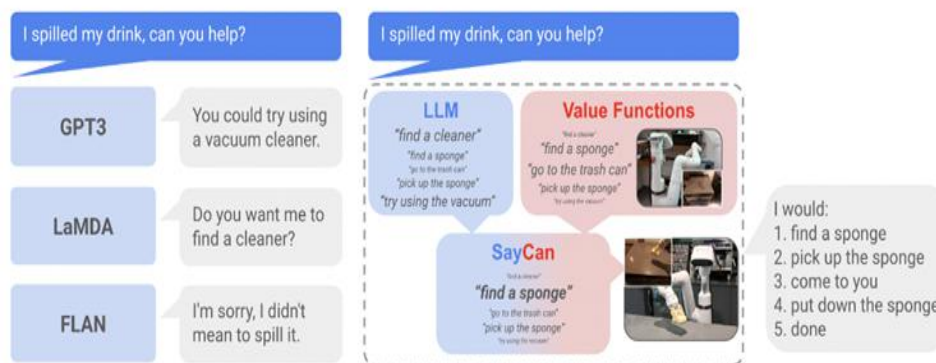 I spilled my drink, can you help?
GPT3
You could try using
a vacuum cleaner.
LaMDA
Do you want me to
find a cleaner?
FLAN
I'm sorry, I didn't
mean to spill it.
I spilled my drink, can you help?
LLM
"find a cleaner"
"find a sponge"
"go to the trash can"
"pick up the sponge"
"try using the vacuum"
Value Functions
"find a cleaner"
"find a sponge"
"go to the trash can"
"pick up the sponge"
"try using the vacuum"
SayCan
"find a cleaner"
"find a sponge"
"go to the trash can"
"pick up the sponge"
"try using the vacuum"
I would:
1. find a sponge
2. pick up the sponge
3. come to you
4. put down the sponge
5. done